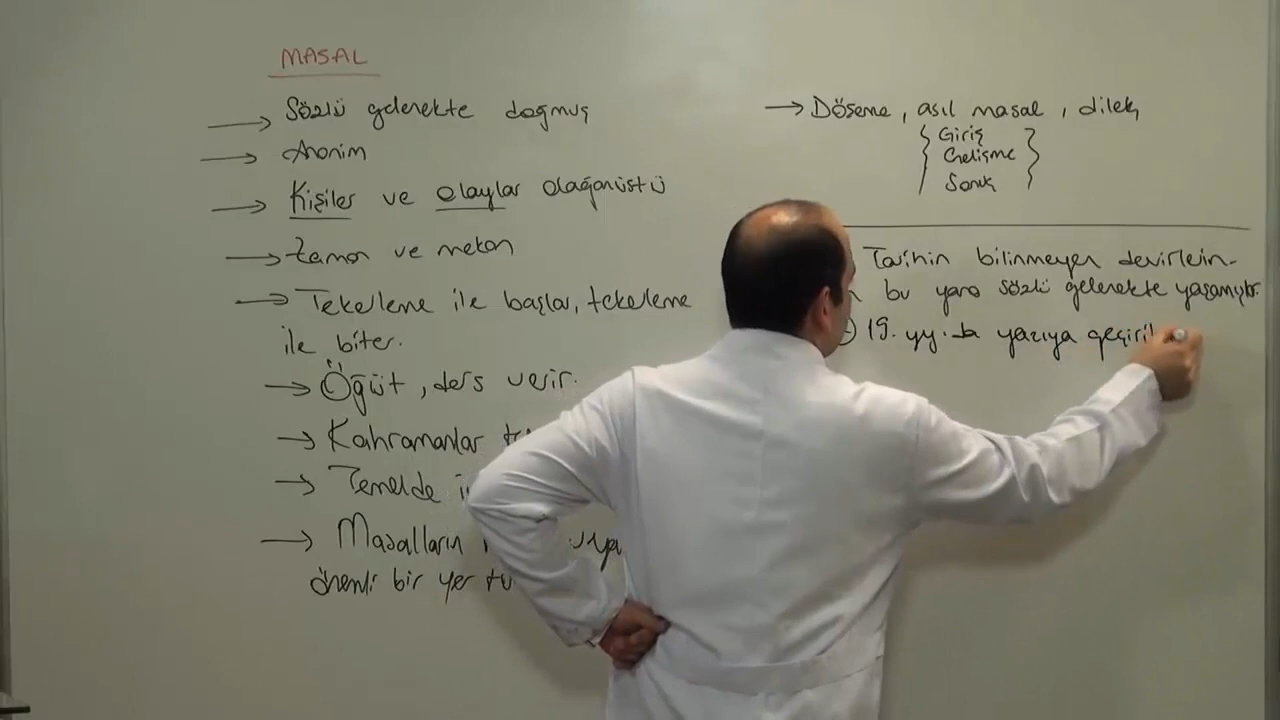 MASAL
Sözlü gelenekte doğmuş
Anonim
Kişiler ve olaylar olağanüstü
Zaman ve mekan
Tekerleme ile başlar, tekerleme
ile biter.
Öğüt, ders verir.
Kahramanlar
Temelde
Masalların
önemli bir yer
Döşeme, asıl masal, dilek
Giriş
Gelişme
Sonuç
Tarihin bilinmeyen devirlerin-
bu yana sözlü gelenekte yaşamıştır.
19. yy.da yazıya geçiril